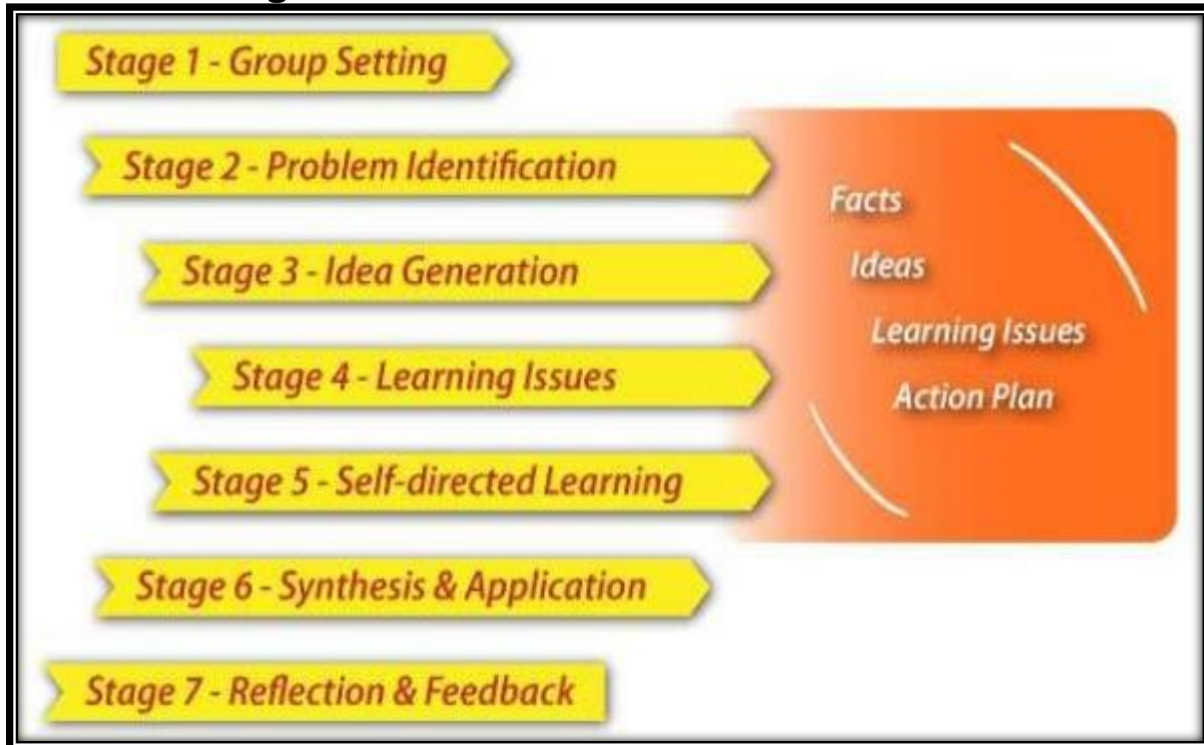 Stage 1 - Group Setting
Stage 2 - Problem Identification
Stage 3 - Idea Generation
Stage 4 - Learning Issues
Stage 5 - Self-directed Learning
Stage 6 - Synthesis & Application
Stage 7 - Reflection & Feedback
Facts
Ideas
Learning Issues
Action Plan